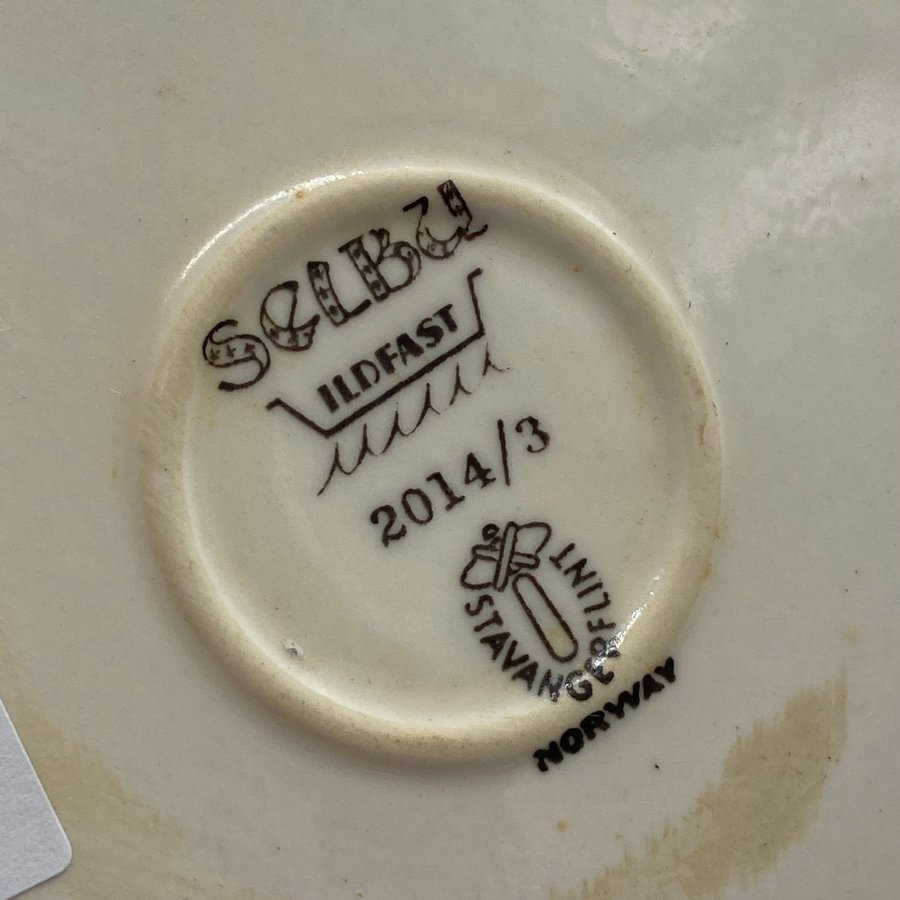 SELBU
ILDFAST
2014/3
STAVANGERFLINT
NORWAY